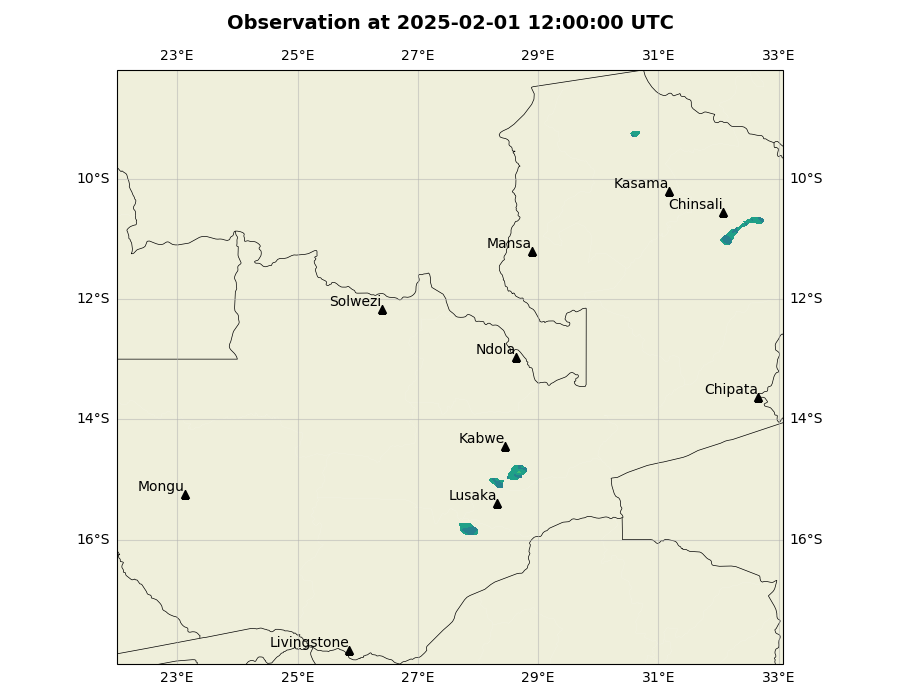 Observation at 2025-02-01 12:00:00 UTC
23°E 25°E 27°E 29°E 31°E 33°E
10°S 10°S
Kasama
Chinsali
Mansa
12°S 12°S
Solwezi
Ndola
Chipata
14°S 14°S
Kabwe
Mongu
Lusaka
16°S 16°S
Livingstone
23°E 25°E 27°E 29°E 31°E 33°E